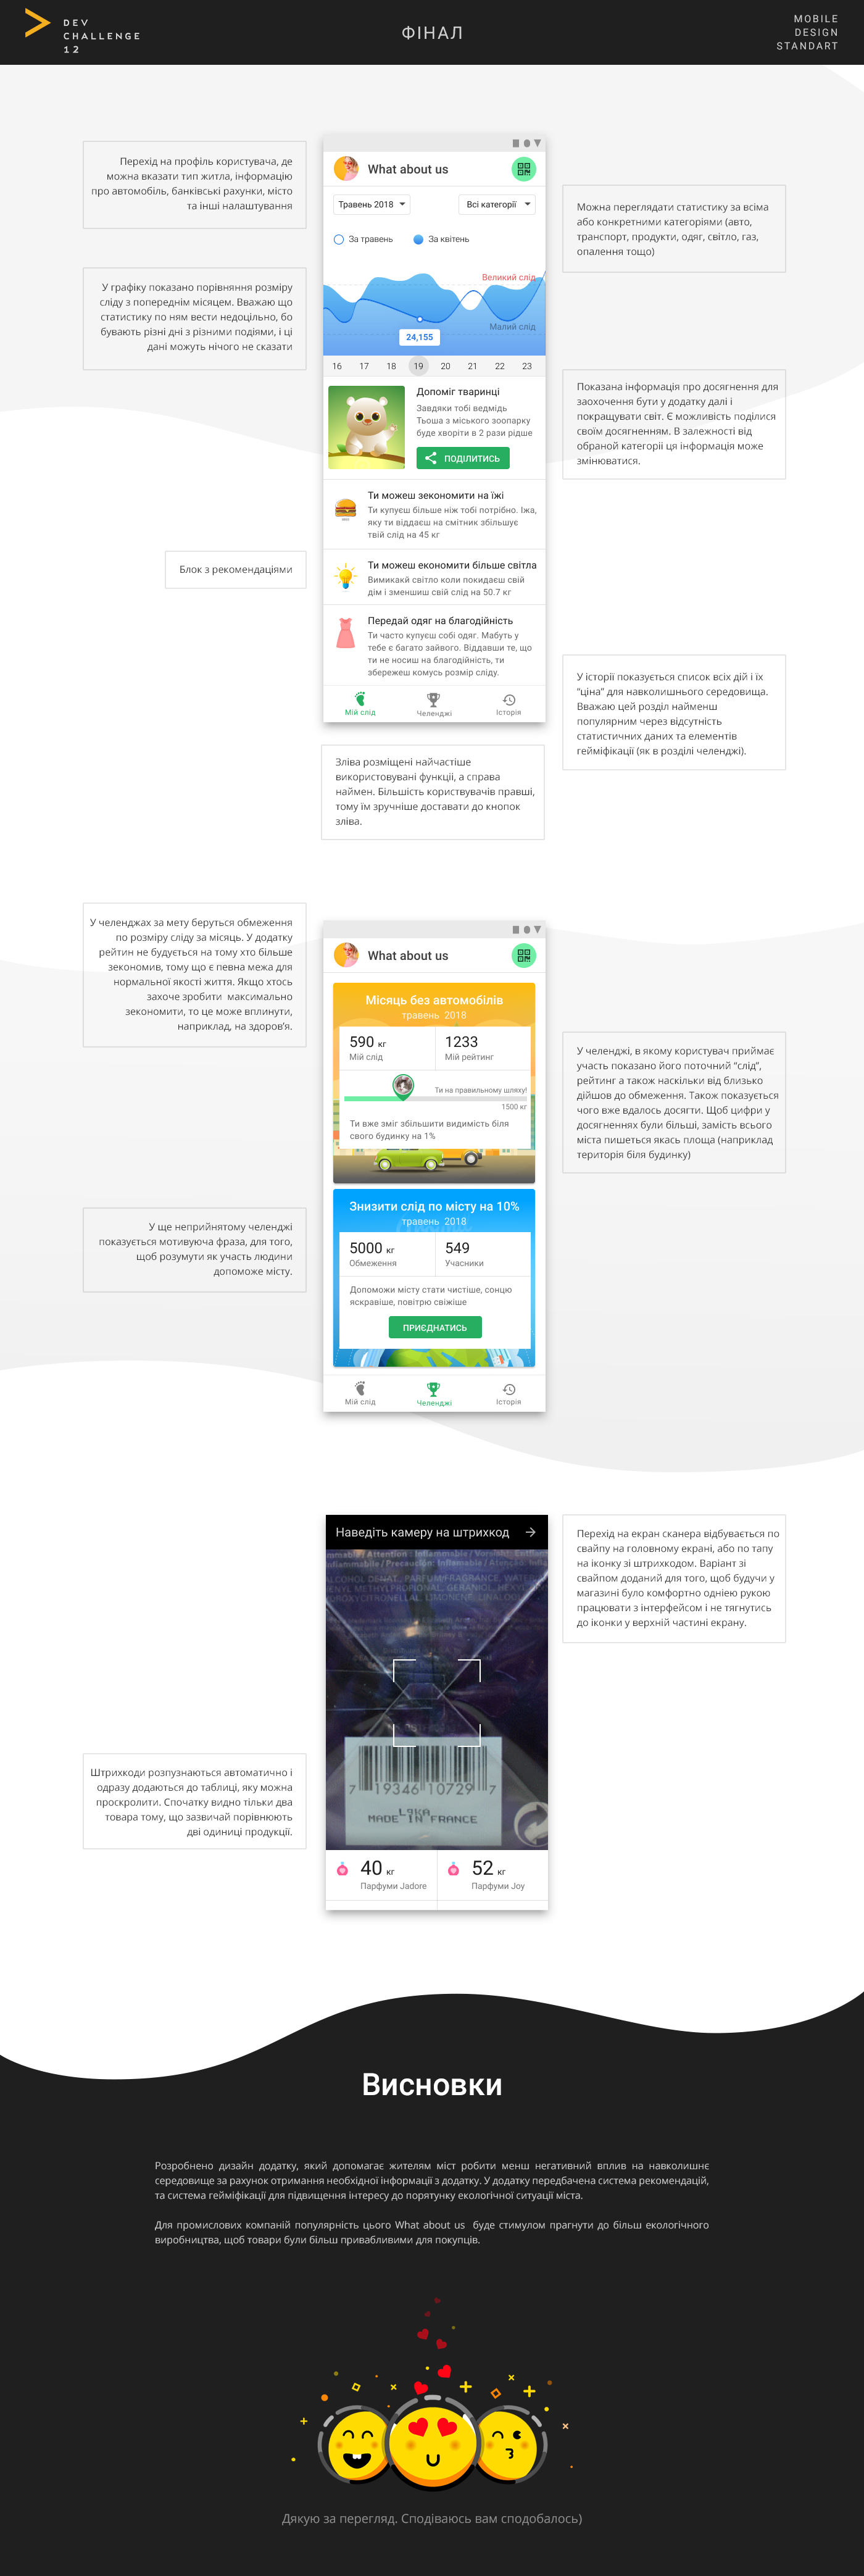 DEV
CHALLENGE
12
ФІНАЛ
MOBILE
DESIGN
STANDART
Перехід на профіль користувача, де
можна вказати тип житла, інформацію
про автомобіль, банківські рахунки, місто
та інші налаштування
What about us
Травень 2018
Всі категорії
За травень
За квітень
Великий слід
Малий слід
24,155
16 17 18 19 20 21 22 23
Можна переглядати статистику за всіма
або конкретними категоріями (авто,
транспорт, продукти, одяг, світло, газ,
опалення тощо)
У графіку показано порівняння розміру
сліду з попереднім місяцем. Вважаю що
статистику по ням вести недоцільно, бо
бувають різні дні з різними подіями, і ці
дані можуть нічого не сказати
Допоміг тваринці
Завдяки тобі ведмідь
Тьоша з міського зоопарку
буде хворіти в 2 рази рідше
ПОДІЛИТИСЬ
Показана інформація про досягнення для
заохочення бути у додатку далі і
покращувати світ. Є можливість поділися
своїм досягненням. В залежності від
обраной категорії ця інформація може
змінюватися.
Ти можеш зекономити на їжі
Ти купуєш більше ніж тобі потрібно. Іжа,
яку ти віддаєш на смітник збільшує
твій слід на 45 кг
Блок з рекомендаціями
Ти можеш економити більше світла
Вимикакй світло коли покидаєш свій
дім і зменшиш свій слід на 50.7 кг
Передай одяг на благодійність
Ти часто купуєш собі одяг. Мабуть у
тебе є багато зайвого. Віддавши те, що
ти не носиш на благодійність, ти
збережеш комусь розмір сліду.
Мій слід
Челенджі
Історія
У історії показується список всіх дій і їх
“ціна” для навколишнього середовища.
Вважаю цей розділ найменш
популярним через відсутність
статистичних даних та елементів
гейміфікації (як в розділі челенджі).
Зліва розміщені найчастіше
використовувані функціі, а справа
наймен. Більшість користвувачів правші,
тому їм зручніше доставати до кнопок
зліва.
У челенджах за мету беруться обмеження
по розміру сліду за місяць. У додатку
рейтин не будується на тому хто більше
зекономив, тому що є певна межа для
нормальної якості життя. Якщо хтось
захоче зробити максимально
зекономити, то це може вплинути,
наприклад, на здоров'я.
What about us
Місяць без автомобілів
травень 2018
590 кг
Мій слід
1233
Мій рейтинг
Ти на правильному шляху!
1500 кг
Ти вже зміг збільшити видимість біля
свого будинку на 1%
У челенджі, в якому користувач приймає
участь показано його поточний “слід”,
рейтинг а також наскільки від близько
дійшов до обмеження. Також показується
чого вже вдалось досягти. Щоб цифри у
досягненнях були більші, замість всього
міста пишеться якась площа (наприклад
територія біля будинку)
Знизити слід по місту на 10%
травень 2018
5000 кг
Обмеження
549
Учасники
Допоможи місту стати чистіше, сонцю
яскравіше, повітрю свіжіше
ПРИЄДНАТИСЬ
У ще неприйнятому челенджі
показується мотивуюча фраза, для того,
щоб розумути як участь людини
допоможе місту.
Мій слід
Челенджі
Історія
Наведіть камеру на штрихкод
7 19346 10729 7
MADE IN FRANCE
40 кг
Парфуми Jadore
52 кг
Парфуми Joy
Перехід на екран сканера відбувається по
свайпу на головному екрані, або по тапу
на іконку зі штрихкодом. Варіант зі
свайпом доданий для того, щоб будучи у
магазині було комфортно однією рукою
працювати з інтерфейсом і не тягнутись
до іконки у верхній частині екрану.
Штрихкоди розпузнаються автоматично і
одразу додаються до таблиці, яку можна
проскролити. Спочатку видно тільки два
товара тому, що зазвичай порівнюють
дві одиниці продукції.
Висновки
Розробнено дизайн додатку, який допомагає жителям міст робити менш негативний вплив на навколишнє
середовище за рахунок отримання необхідної інформації з додатку. У додатку передбачена система рекомендацій,
та система гейміфікації для підвищення інтересу до порятунку екологічної ситуації міста.
Для промислових компаній популярність цього What about us буде стимулом прагнути до більш екологічного
виробництва, щоб товари були більш привабливими для покупців.
Дякую за перегляд. Сподіваюсь вам сподобалось)